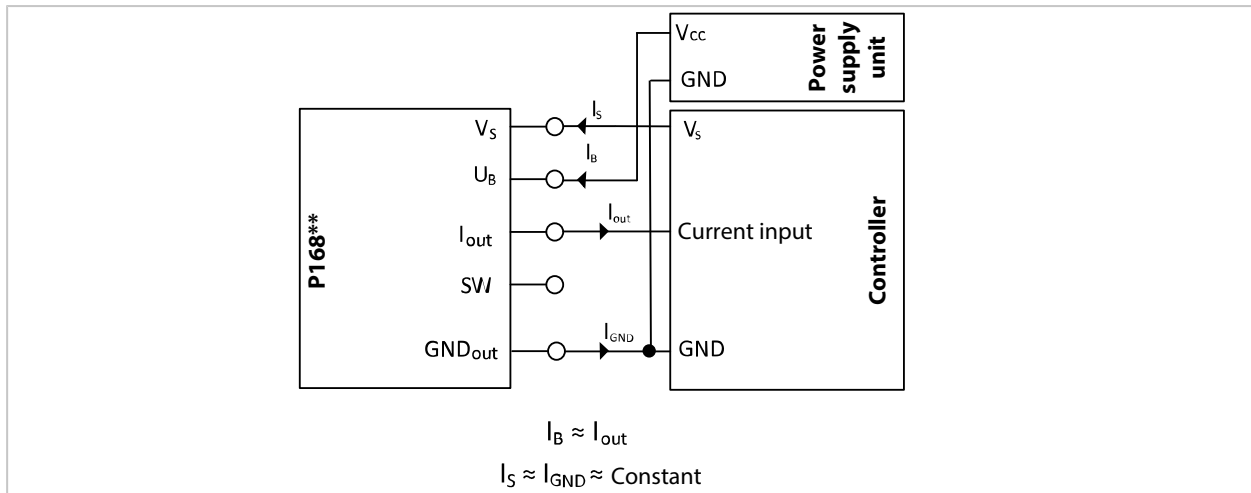 Vcc
GND
Power
supply
unit
VS
IS
VS
IB
UB
Iout
Iout
Current input
P168**
Controller
SW
IGND
GNDout
GND
IB ≈ Iout
IS ≈ IGND ≈ Constant